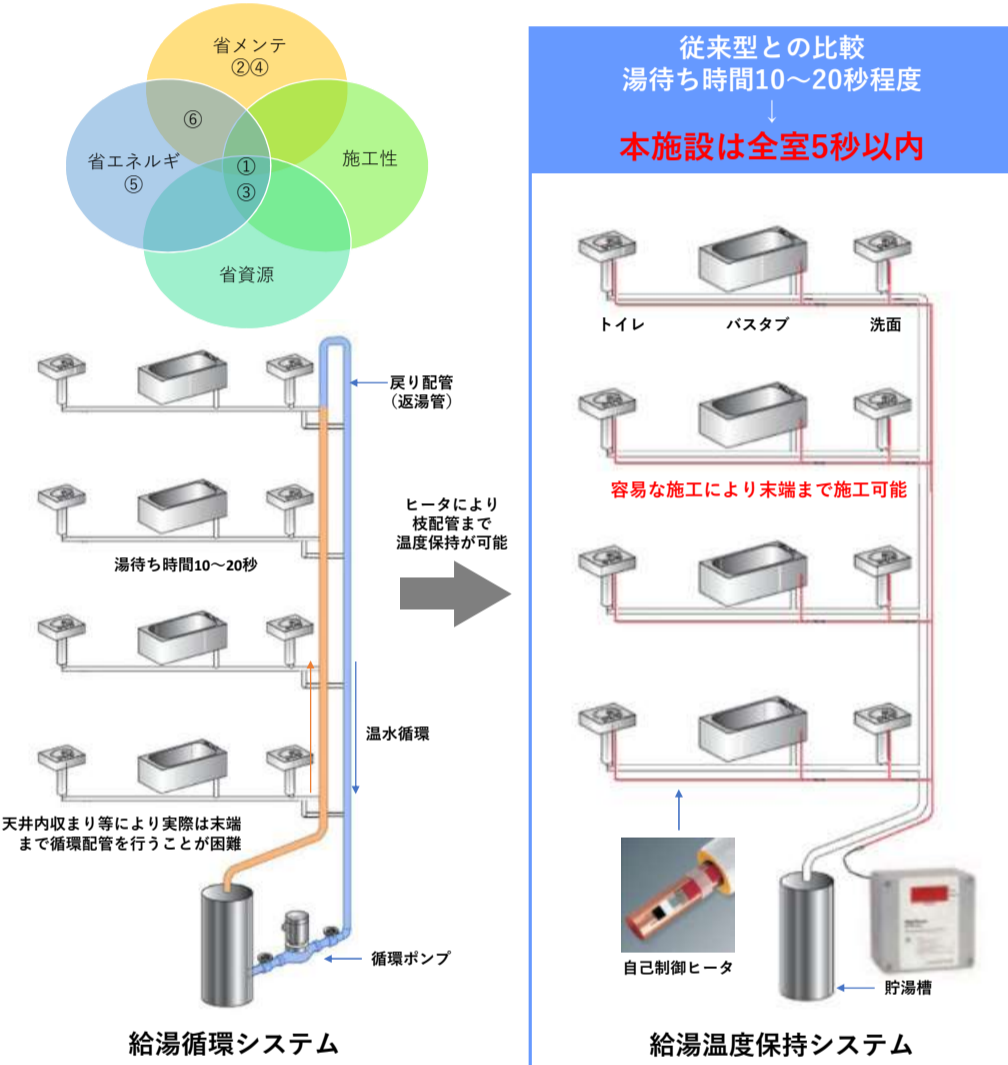 省メンテ
②④
⑥
省エネルギ
⑤
①
③
施工性
省資源
戻り配管
（返湯管）
湯待ち時間10～20秒
温水循環
天井内収まり等により実際は末端
まで循環配管を行うことが困難
循環ポンプ
給湯循環システム
ヒータにより
枝配管まで
温度保持が可能
従来型との比較
湯待ち時間10～20秒程度
↓
本施設は全室5秒以内
トイレ
バスタブ
洗面
容易な施工により末端まで施工可能
自己制御ヒータ
貯湯槽
給湯温度保持システム